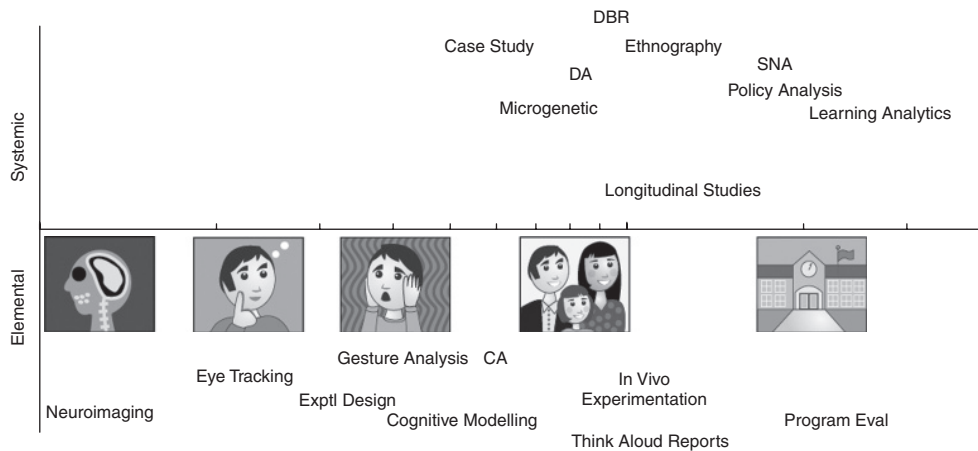 DBR
Case Study
Ethnography
SNA
DA
Policy Analysis
Microgenetic
Learning Analytics
Systemic
Longitudinal Studies
Elemental
Gesture Analysis
CA
Eye Tracking
In Vivo
Experimentation
Exptl Design
Neuroimaging
Cognitive Modelling
Program Eval
Think Aloud Reports